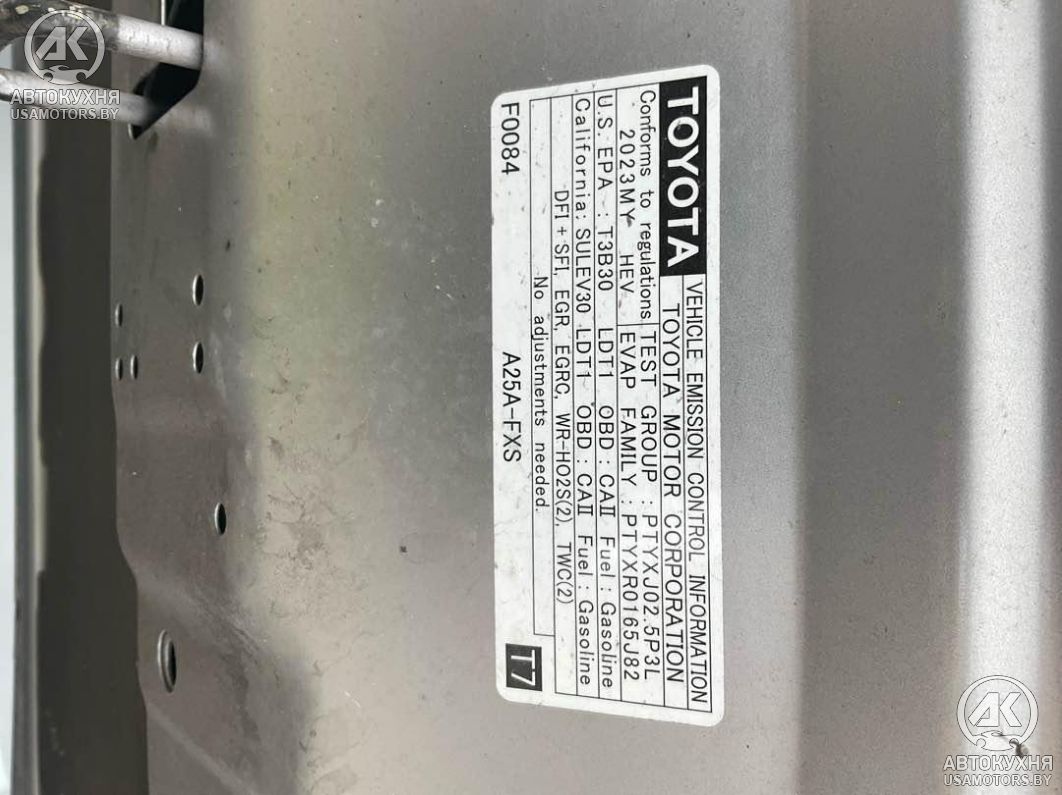 TOYOTA
VEHICLE EMISSION CONTROL INFORMATION
TOYOTA MOTOR CORPORATION
Conforms to regulations TEST GROUP : PTYXJ02.5P3L
2023MY HEV EVAP FAMILY : PTYXR0165J82
U.S. EPA : T3B30 LDT1 OBD : CAII Fuel : Gasoline
California: SULEV30 LDT1 OBD : CAII Fuel : Gasoline
DFI + SFI, EGR, EGRC, WR-HO2S(2), TWC(2)
No adjustments needed.
F0084 A25A-FXS T7
АК
АВТОКУХНЯ
USAMOTORS.BY
АК
АВТОКУХНЯ
USAMOTORS.BY